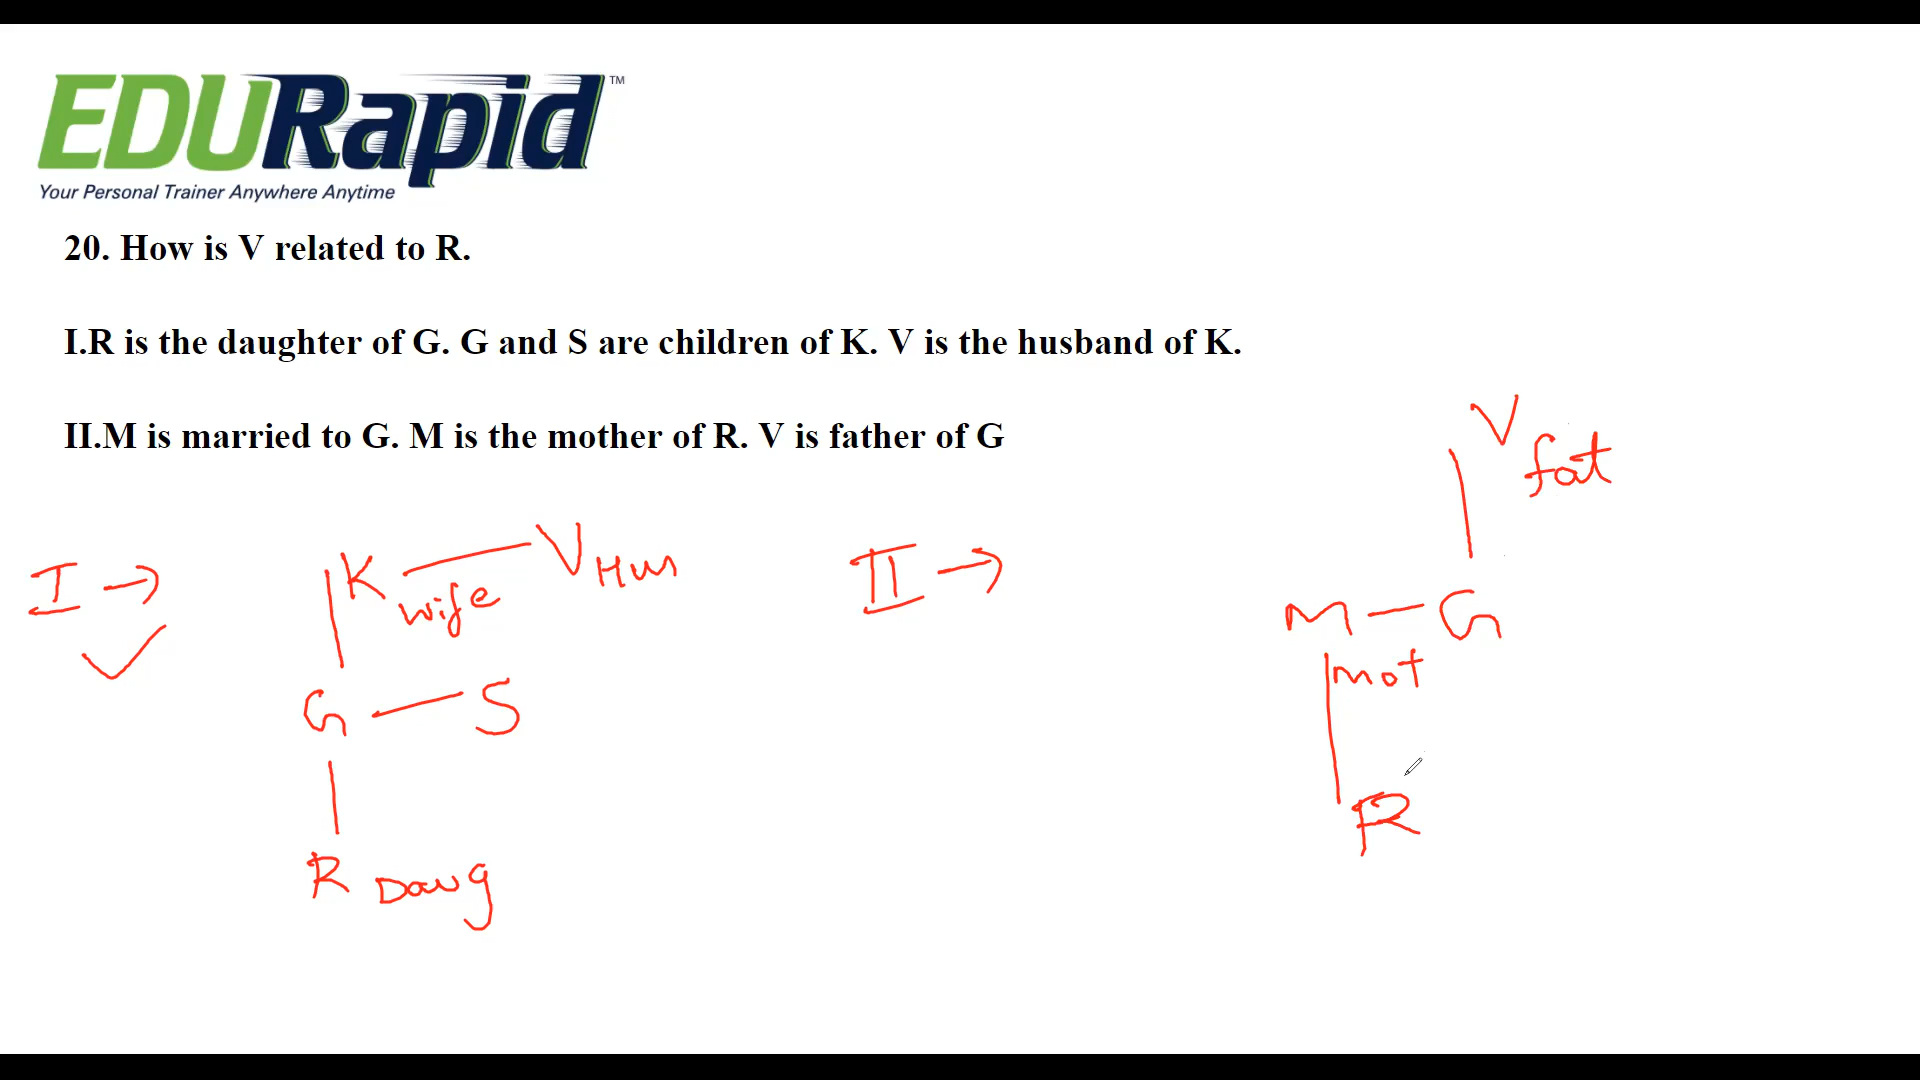 EDURapid™
Your Personal Trainer Anywhere Anytime
20. How is V related to R.
I.R is the daughter of G. G and S are children of K. V is the husband of K.
II.M is married to G. M is the mother of R. V is father of G
I → K wife V Hus
G S
R Daug
II → V fat
M G
mot
R